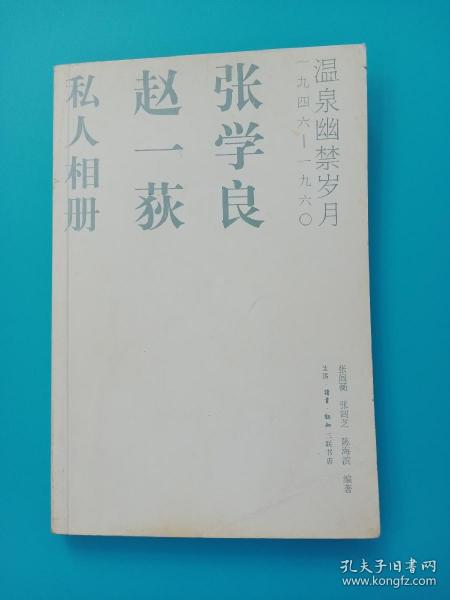 温泉幽禁岁月
一九四六—一九六〇
张学良
赵一荻
私人相册
张闾蘅 张闾芝 陈海滨 编著
生活·读书·新知 三联书店
孔夫子旧书网
www.kongfz.com